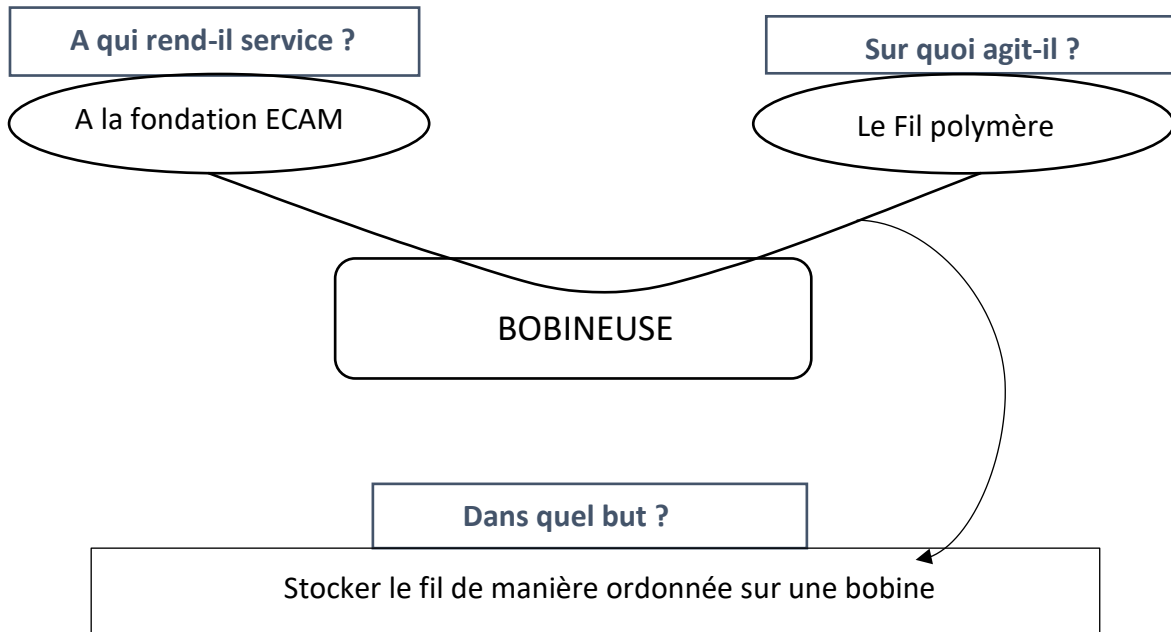 A qui rend-il service ?
Sur quoi agit-il ?
A la fondation ECAM
Le Fil polymère
BOBINEUSE
Dans quel but ?
Stocker le fil de manière ordonnée sur une bobine